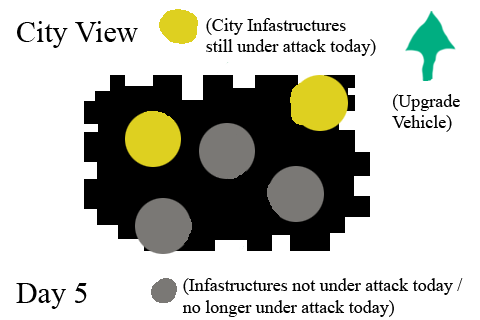 City View
(City Infastructures
still under attack today)
(Upgrade
Vehicle)
Day 5
(Infastructures not under attack today /
no longer under attack today)